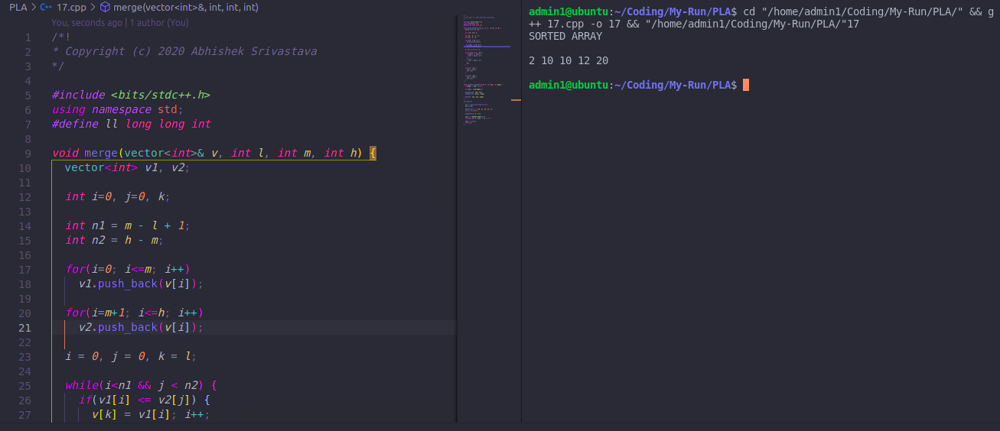 PLA > C++ 17.cpp > merge(vector<int>&, int, int, int)
You, seconds ago | 1 author (You)
1 /*!
2 * Copyright (c) 2020 Abhishek Srivastava
3 */
4
5 #include <bits/stdc++.h>
6 using namespace std;
7 #define ll long long int
8
9 void merge(vector<int>& v, int l, int m, int h) {
10 vector<int> v1, v2;
11
12 int i=0, j=0, k;
13
14 int n1 = m - l + 1;
15 int n2 = h - m;
16
17 for(i=0; i<=m; i++)
18 v1.push_back(v[i]);
19
20 for(i=m+1; i<=h; i++)
21 v2.push_back(v[i]);
22
23 i = 0, j = 0, k = l;
24
25 while(i<n1 && j < n2) {
26 if(v1[i] <= v2[j]) {
27 v[k] = v1[i]; i++;
admin1@ubuntu:~/Coding/My-Run/PLA$ cd "/home/admin1/Coding/My-Run/PLA/" && g
++ 17.cpp -o 17 && "/home/admin1/Coding/My-Run/PLA/"17
SORTED ARRAY
2 10 10 12 20
admin1@ubuntu:~/Coding/My-Run/PLA$